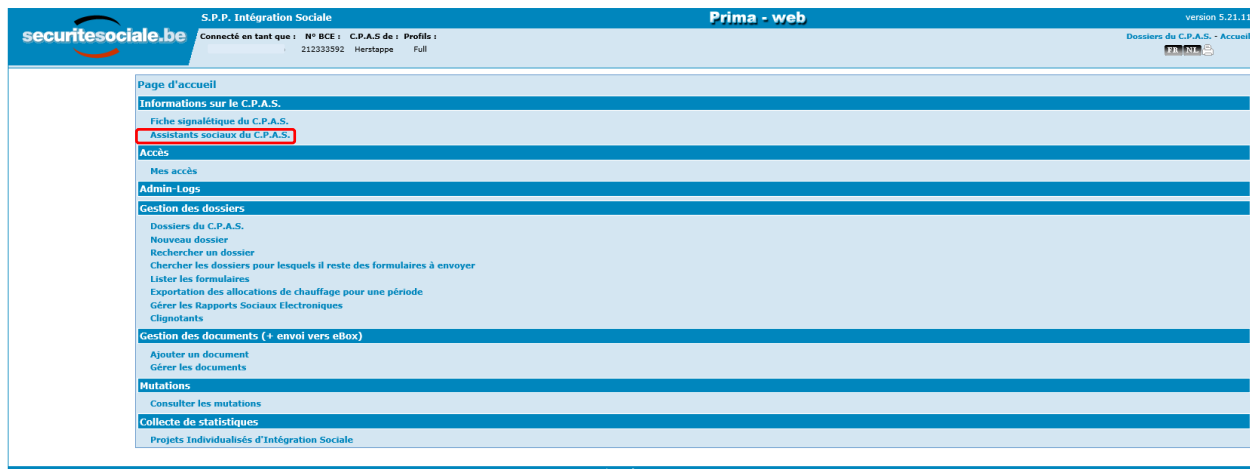 S.P.P. Intégration Sociale
Prima - web
version 5.21.11
securitesociale.be
Connecté en tant que : N° BCE : C.P.A.S de : Profils :
212333592 Herstappe Full
Dossiers du C.P.A.S. - Accueil
FR NL
Page d'accueil
Informations sur le C.P.A.S.
Fiche signalétique du C.P.A.S.
Assistants sociaux du C.P.A.S.
Accès
Mes accès
Admin-Logs
Gestion des dossiers
Dossiers du C.P.A.S.
Nouveau dossier
Rechercher un dossier
Chercher les dossiers pour lesquels il reste des formulaires à envoyer
Lister les formulaires
Exportation des allocations de chauffage pour une période
Gérer les Rapports Sociaux Electroniques
Clignotants
Gestion des documents (+ envoi vers eBox)
Ajouter un document
Gérer les documents
Mutations
Consulter les mutations
Collecte de statistiques
Projets Individualisés d'Intégration Sociale